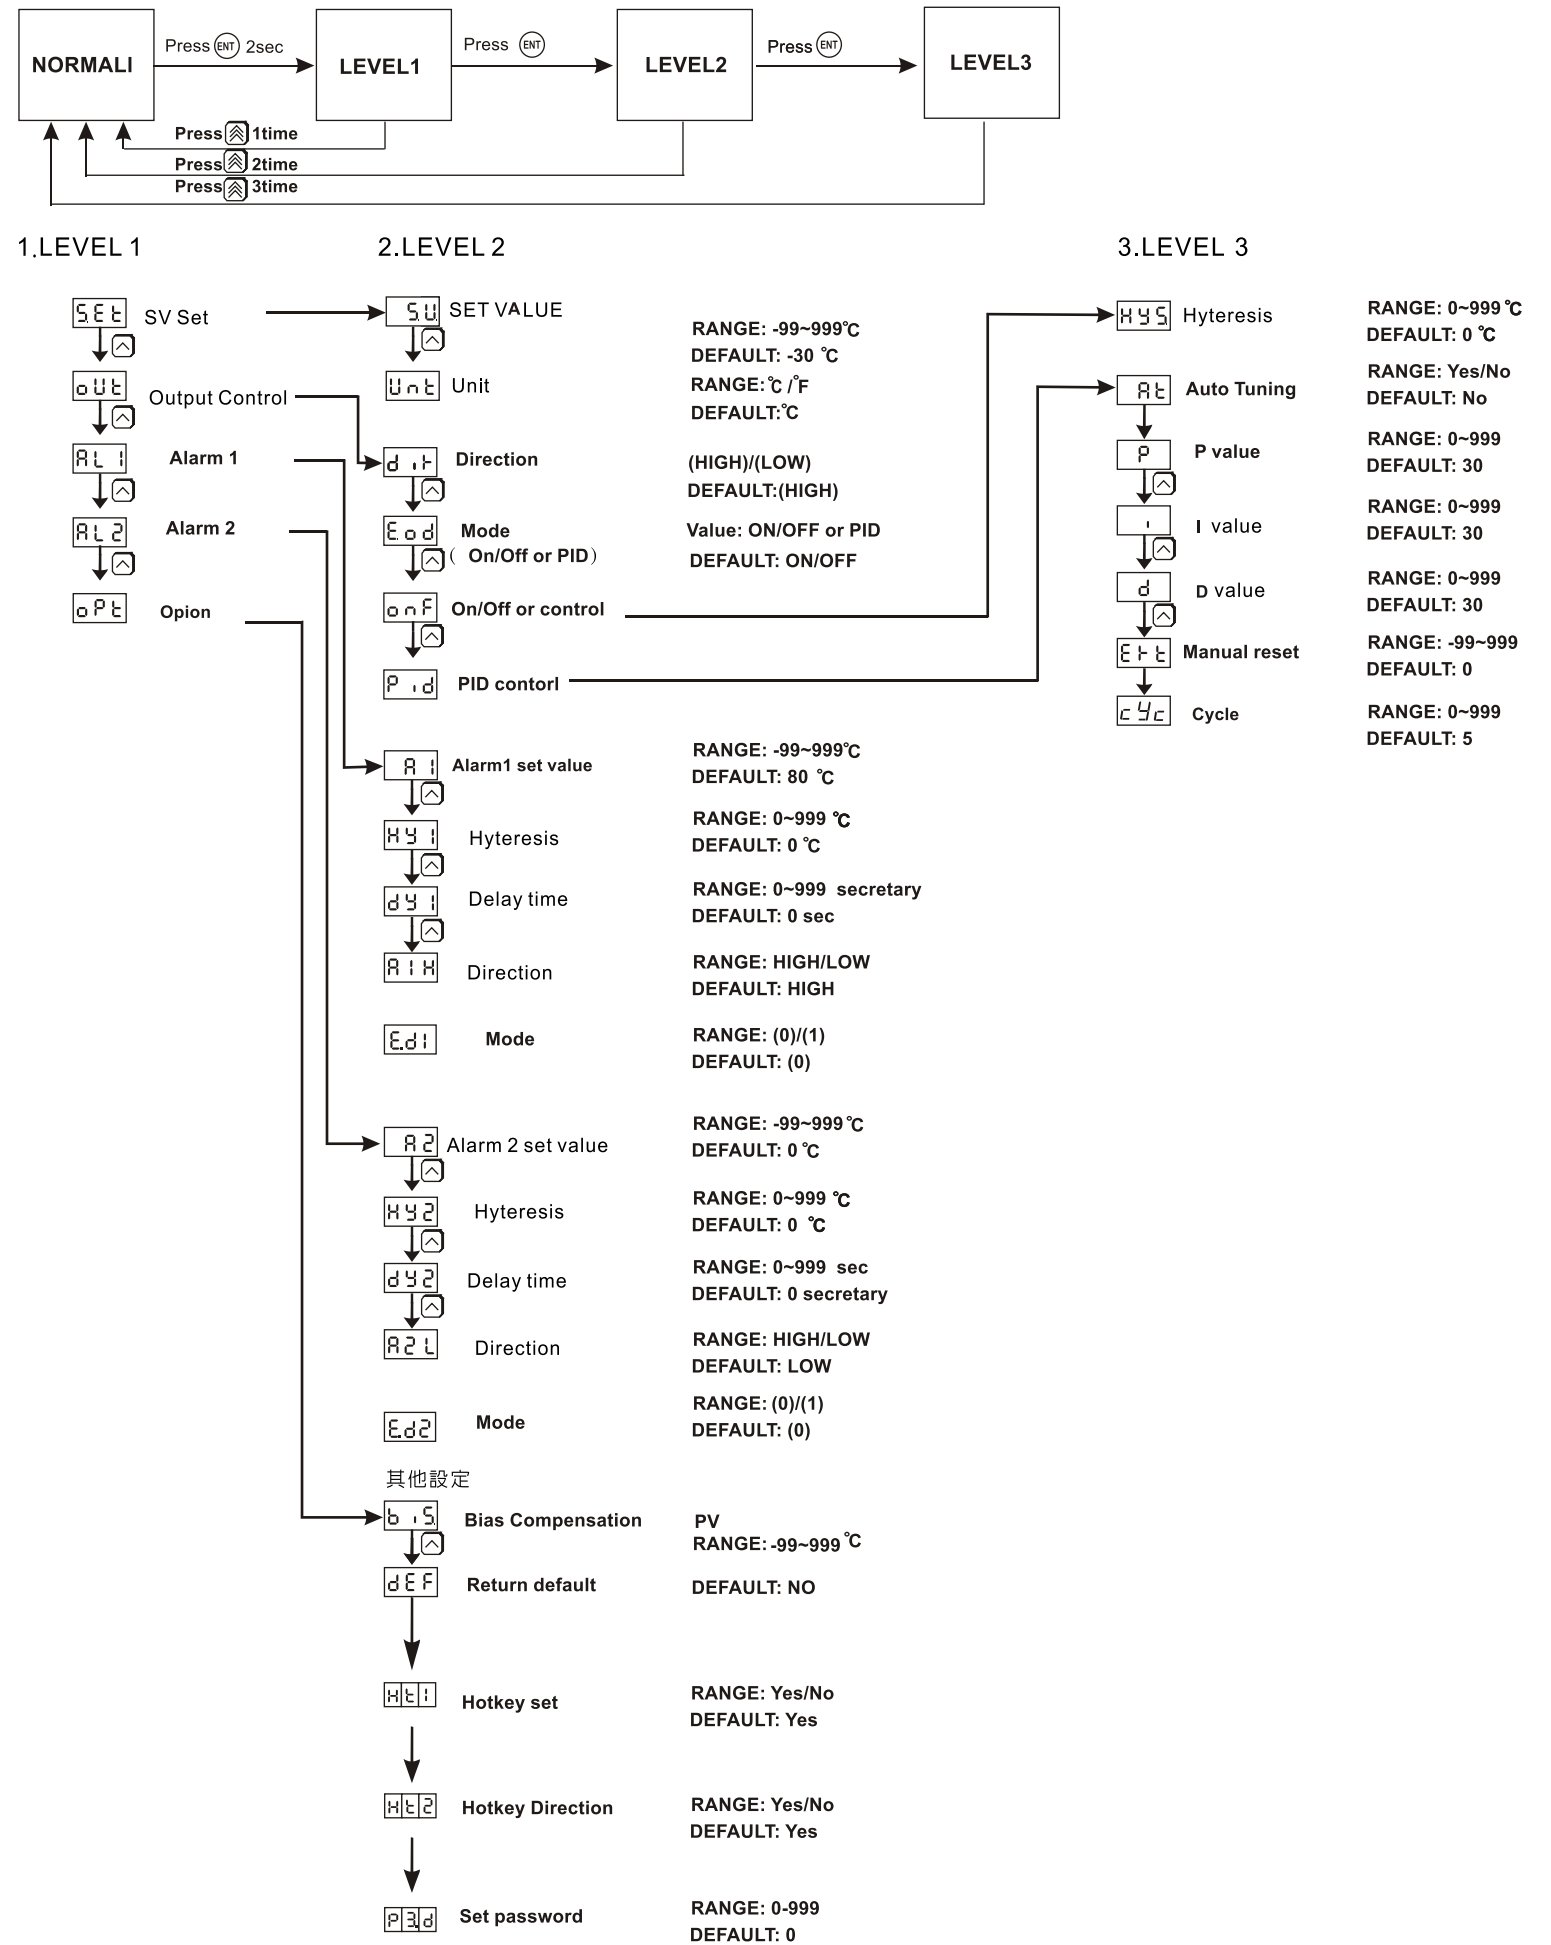 NORMALI
Press ENT 2sec
LEVEL1
Press ENT
LEVEL2
Press ENT
LEVEL3
Press 1time
Press 2time
Press 3time
1.LEVEL 1
2.LEVEL 2
3.LEVEL 3
SEt SV Set
oUt Output Control
AL1 Alarm 1
AL2 Alarm 2
oPt Opion
S.U. SET VALUE
RANGE: -99~999℃
DEFAULT: -30 ℃
Unt Unit
RANGE:℃ /℉
DEFAULT:℃
dir Direction
(HIGH)/(LOW)
DEFAULT:(HIGH)
E.od Mode
( On/Off or PID)
Value: ON/OFF or PID
DEFAULT: ON/OFF
onF On/Off or control
Pid PID contorl
A1 Alarm1 set value
RANGE: -99~999℃
DEFAULT: 80 ℃
HY1 Hyteresis
RANGE: 0~999 ℃
DEFAULT: 0 ℃
dY1 Delay time
RANGE: 0~999 secretary
DEFAULT: 0 sec
A1H Direction
RANGE: HIGH/LOW
DEFAULT: HIGH
E.d1 Mode
RANGE: (0)/(1)
DEFAULT: (0)
A2 Alarm 2 set value
RANGE: -99~999 ℃
DEFAULT: 0 ℃
HY2 Hyteresis
RANGE: 0~999 ℃
DEFAULT: 0 ℃
dY2 Delay time
RANGE: 0~999 sec
DEFAULT: 0 secretary
A2L Direction
RANGE: HIGH/LOW
DEFAULT: LOW
E.d2 Mode
RANGE: (0)/(1)
DEFAULT: (0)
其他設定
biS. Bias Compensation
PV
RANGE: -99~999 ℃
dEF Return default
DEFAULT: NO
Ht1 Hotkey set
RANGE: Yes/No
DEFAULT: Yes
Ht2 Hotkey Direction
RANGE: Yes/No
DEFAULT: Yes
P3.d Set password
RANGE: 0-999
DEFAULT: 0
HYS. Hyteresis
RANGE: 0~999 ℃
DEFAULT: 0 ℃
At Auto Tuning
RANGE: Yes/No
DEFAULT: No
P P value
RANGE: 0~999
DEFAULT: 30
i I value
RANGE: 0~999
DEFAULT: 30
d D value
RANGE: 0~999
DEFAULT: 30
Ert Manual reset
RANGE: -99~999
DEFAULT: 0
cYc Cycle
RANGE: 0~999
DEFAULT: 5